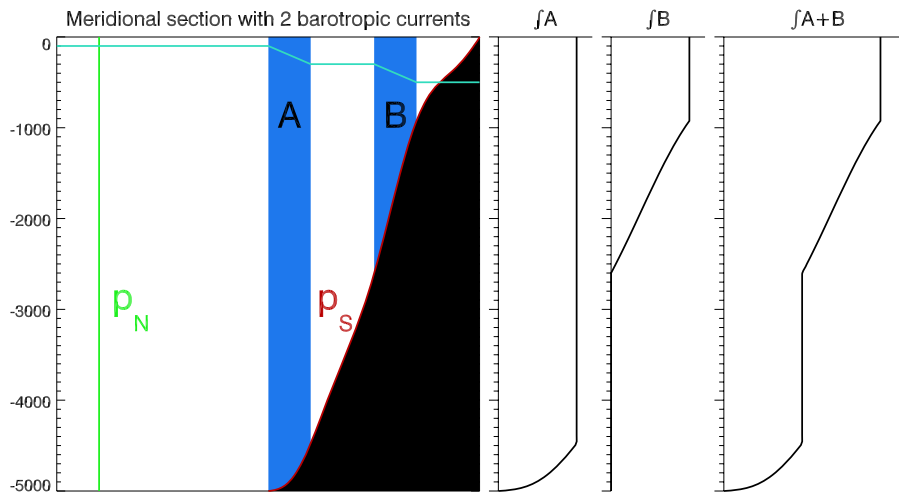 Meridional section with 2 barotropic currents
∫A
∫B
∫A+B
0
-1000
-2000
-3000
-4000
-5000
A
B
pN
pS